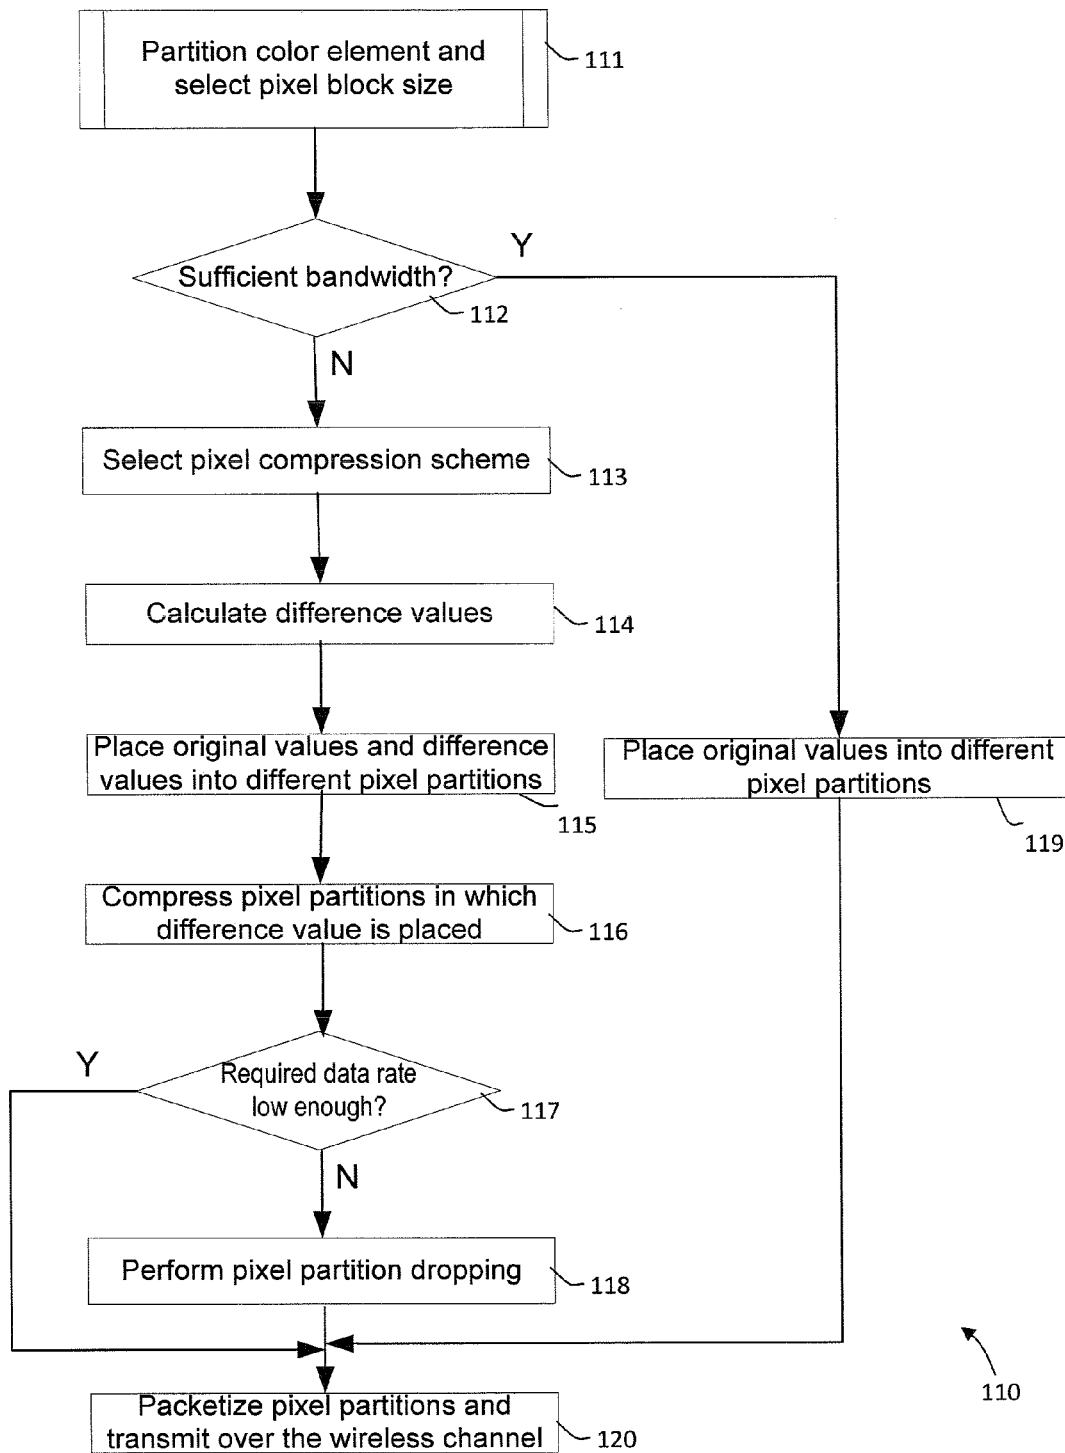 Partition color element and
select pixel block size
111
Y
Sufficient bandwidth?
112
N
Select pixel compression scheme
113
Calculate difference values
114
Place original values and difference
values into different pixel partitions
115
Place original values into different
pixel partitions
119
Compress pixel partitions in which
difference value is placed
116
Y
Required data rate
low enough?
117
N
Perform pixel partition dropping
118
110
Packetize pixel partitions and
transmit over the wireless channel
120